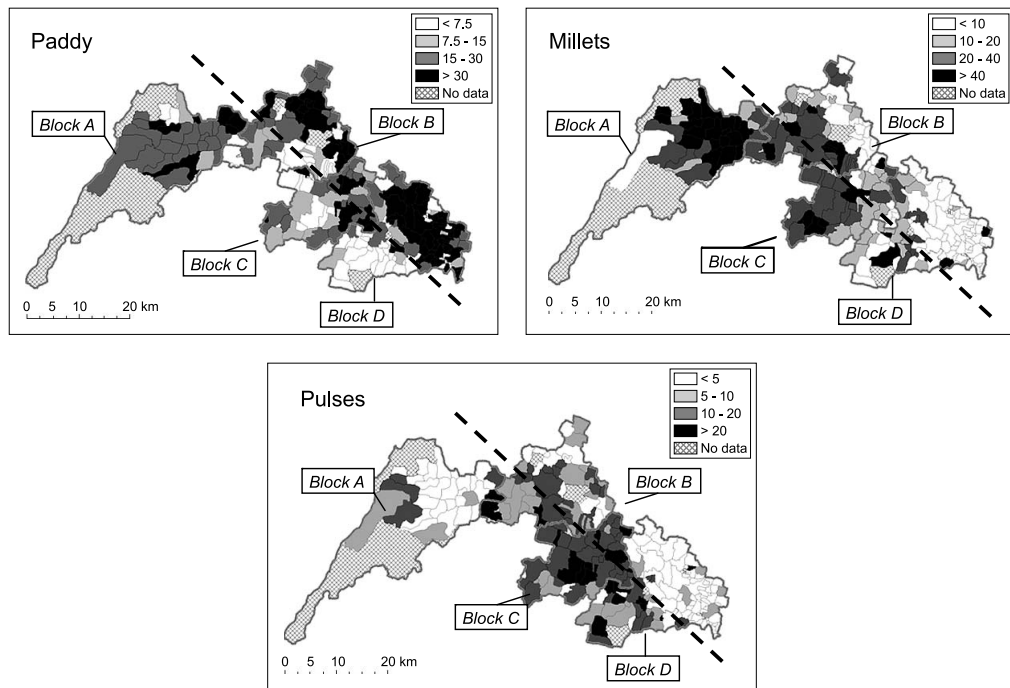 Paddy
< 7.5
7.5 - 15
15 - 30
> 30
No data
Block A
Block B
Block C
Block D
0 5 10 20 km
Millets
< 10
10 - 20
20 - 40
> 40
No data
Block A
Block B
Block C
Block D
0 5 10 20 km
Pulses
< 5
5 - 10
10 - 20
> 20
No data
Block A
Block B
Block C
Block D
0 5 10 20 km